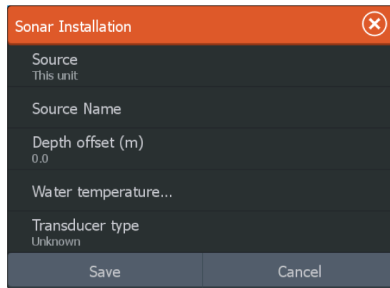 Sonar Installation
Source
This unit
Source Name
Depth offset (m)
0.0
Water temperature...
Transducer type
Unknown
Save Cancel